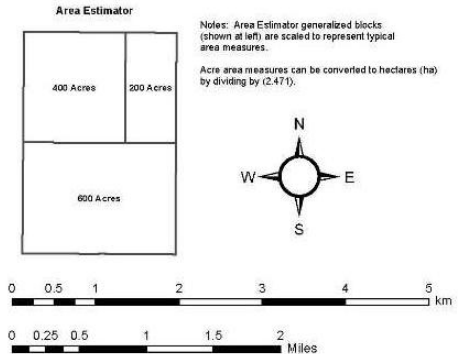 Area Estimator
Notes: Area Estimator generalized blocks
(shown at left) are scaled to represent typical
area measures.
Acre area measures can be converted to hectares (ha)
by dividing by (2.471).
400 Acres
200 Acres
600 Acres
N
W
E
S
0 0.5 1 2 3 4 5
km
0 0.25 0.5 1 1.5 2
Miles